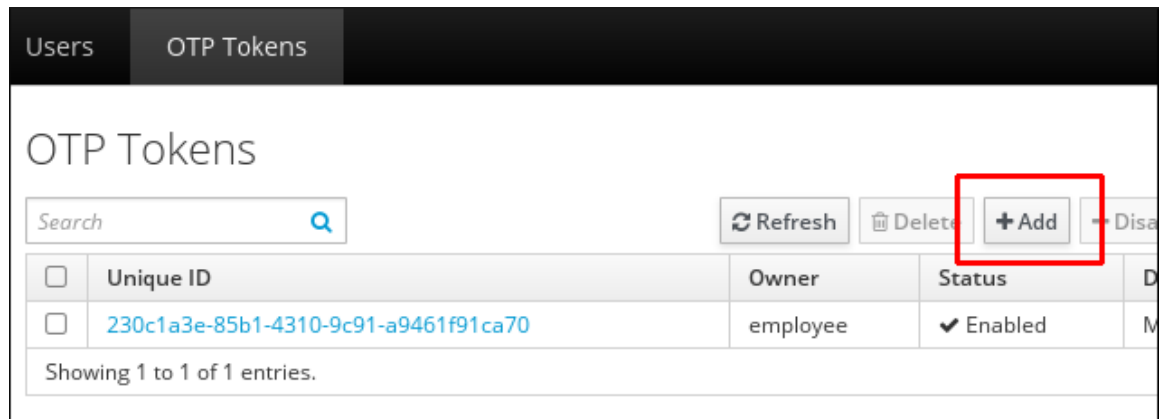 Users OTP Tokens
OTP Tokens
Search Refresh Delete Add Disa
Unique ID Owner Status D
230c1a3e-85b1-4310-9c91-a9461f91ca70 employee Enabled M
Showing 1 to 1 of 1 entries.